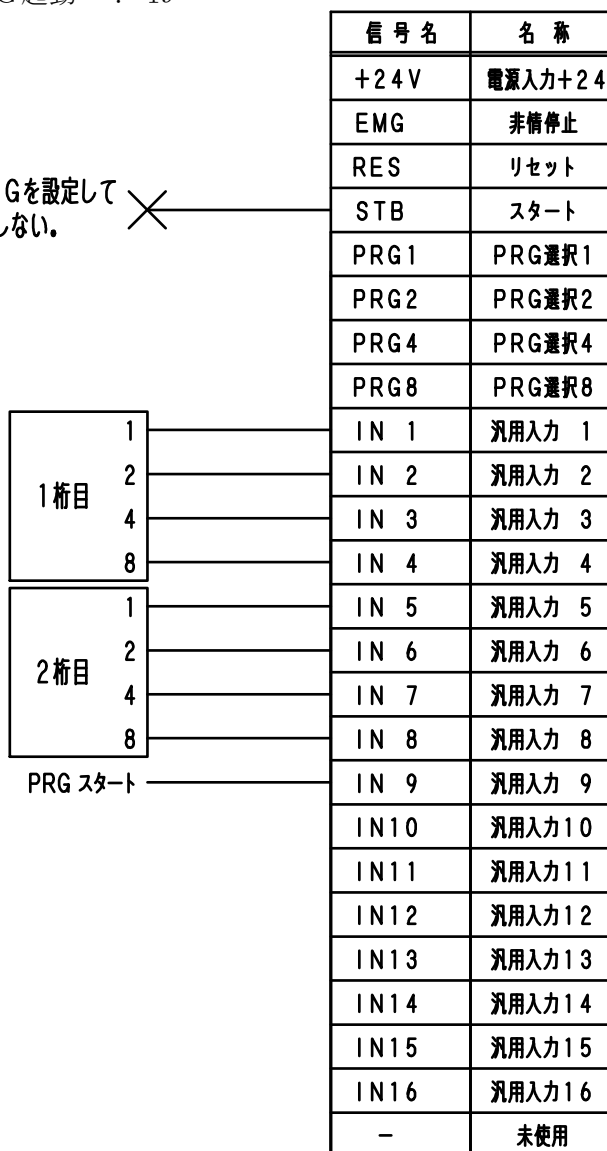 信号名 名称
+24V 電源入力+24
EMG 非情停止
RES リセット
Gを設定して
しない。
STB スタート
PRG1 PRG選択1
PRG2 PRG選択2
PRG4 PRG選択4
PRG8 PRG選択8
1桁目
1 IN 1 汎用入力 1
2 IN 2 汎用入力 2
4 IN 3 汎用入力 3
8 IN 4 汎用入力 4
2桁目
1 IN 5 汎用入力 5
2 IN 6 汎用入力 6
4 IN 7 汎用入力 7
8 IN 8 汎用入力 8
PRG スタート IN 9 汎用入力 9
IN10 汎用入力10
IN11 汎用入力11
IN12 汎用入力12
IN13 汎用入力13
IN14 汎用入力14
IN15 汎用入力15
IN16 汎用入力16
− 未使用